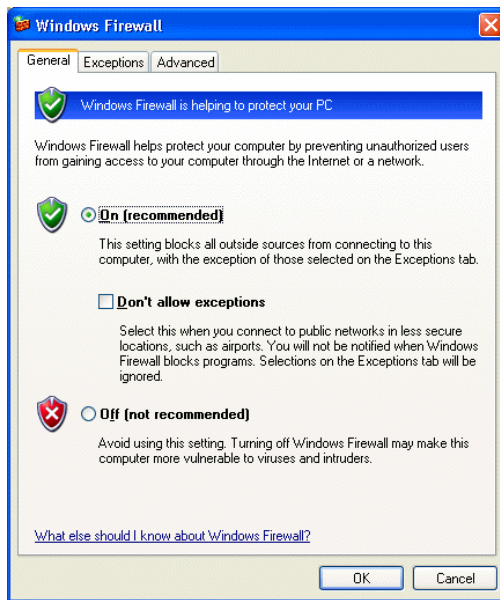 Windows Firewall
General Exceptions Advanced
Windows Firewall is helping to protect your PC
Windows Firewall helps protect your computer by preventing unauthorized users
from gaining access to your computer through the Internet or a network.
On (recommended)
This setting blocks all outside sources from connecting to this
computer, with the exception of those selected on the Exceptions tab.
Don't allow exceptions
Select this when you connect to public networks in less secure
locations, such as airports. You will not be notified when Windows
Firewall blocks programs. Selections on the Exceptions tab will be
ignored.
Off (not recommended)
Avoid using this setting. Turning off Windows Firewall may make this
computer more vulnerable to viruses and intruders.
What else should I know about Windows Firewall?
OK Cancel